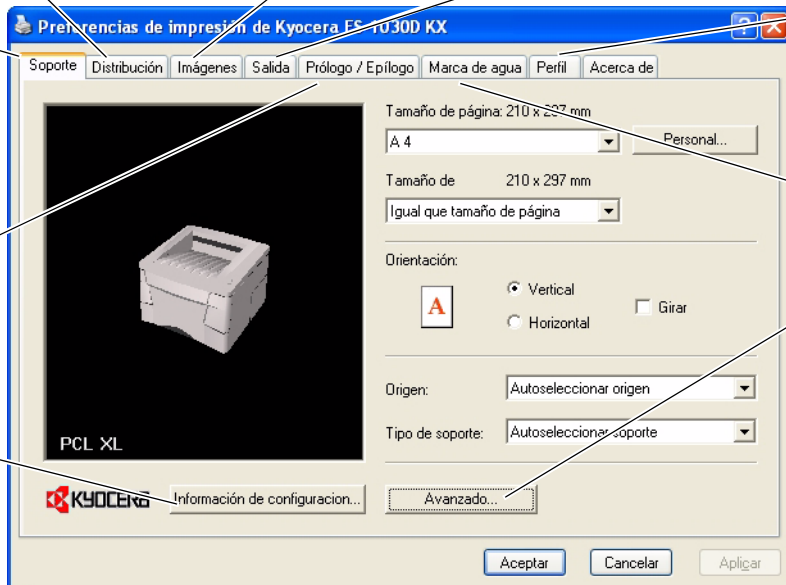 Preferencias de impresión de Kyocera FS-1030D KX
Soporte Distribución Imágenes Salida Prólogo / Epílogo Marca de agua Perfil Acerca de
Tamaño de página: 210 x 297 mm
A4 Personal...
Tamaño de 210 x 297 mm
Igual que tamaño de página
Orientación:
A Vertical
Girar
Horizontal
Origen: Autoseleccionar origen
PCL XL
Tipo de soporte: Autoseleccionar soporte
KYOCERA Información de configuracion... Avanzado...
Aceptar Cancelar Aplicar